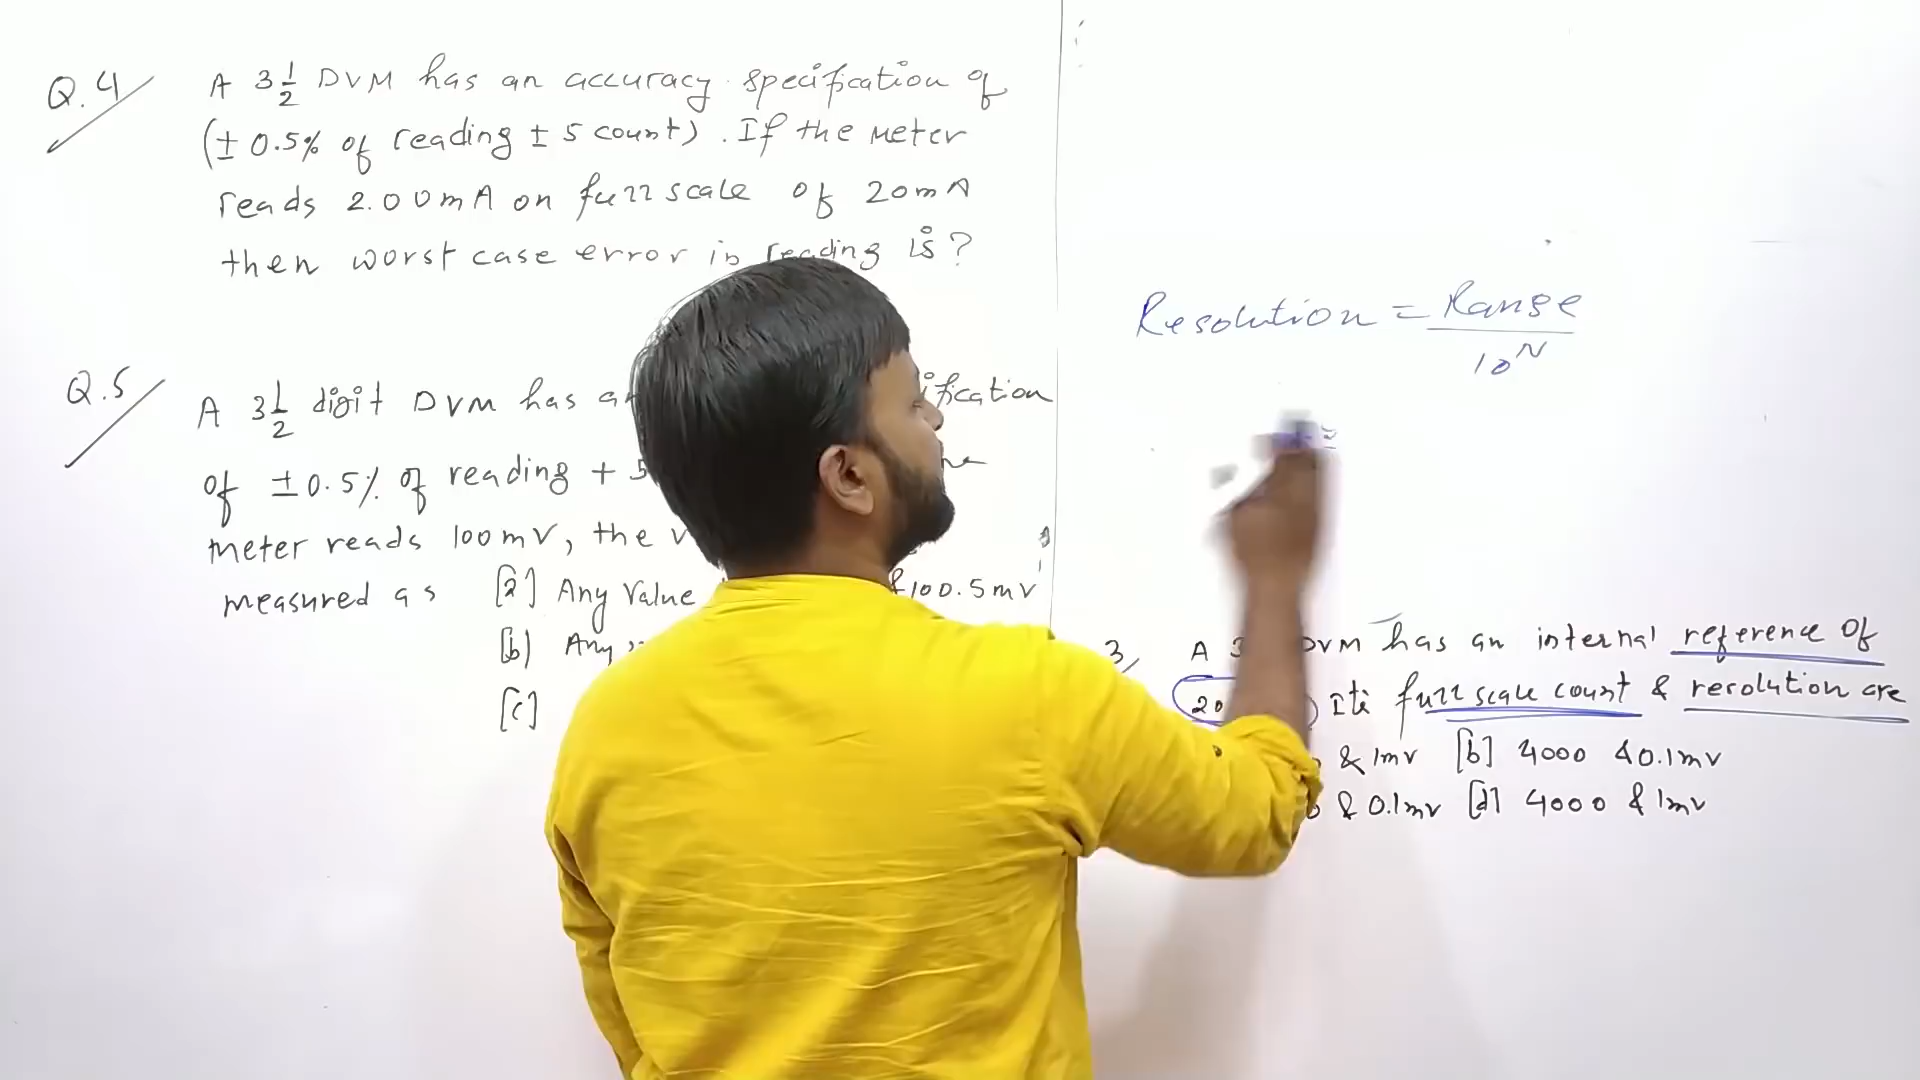 Q.4
A 3 1/2 DVM has an accuracy specification of
(± 0.5% of reading ± 5 count). If the meter
reads 2.00mA on full scale of 20mA
then worst case error in reading is?
Q.5
A 3 1/2 digit DVM has
of ±0.5% of reading + 5
meter reads 100mV, the
measured as [a] Any Value
&100.5mV
[b] Any
[c]
Resolution = Range / 10^N
=
3
A 3 DVM has an internal reference of
20 Its full scale count & resolution are
& 1mV [b] 4000 & 0.1mV
& 0.1mV [d] 4000 & 1mV